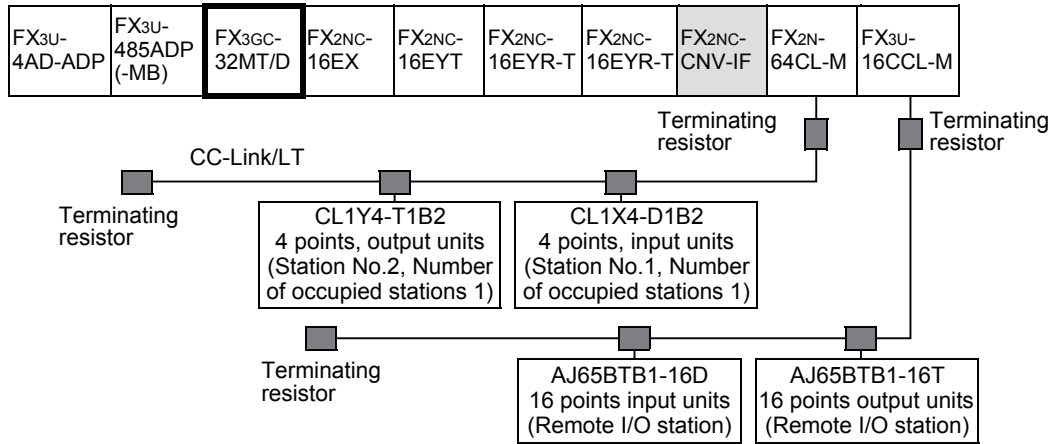 FX3U-
4AD-ADP
FX3U-
485ADP
(-MB)
FX3GC-
32MT/D
FX2NC-
16EX
FX2NC-
16EYT
FX2NC-
16EYR-T
FX2NC-
16EYR-T
FX2NC-
CNV-IF
FX2N-
64CL-M
FX3U-
16CCL-M
Terminating
resistor
Terminating
resistor
CC-Link/LT
Terminating
resistor
CL1Y4-T1B2
4 points, output units
(Station No.2, Number
of occupied stations 1)
CL1X4-D1B2
4 points, input units
(Station No.1, Number
of occupied stations 1)
Terminating
resistor
AJ65BTB1-16D
16 points input units
(Remote I/O station)
AJ65BTB1-16T
16 points output units
(Remote I/O station)